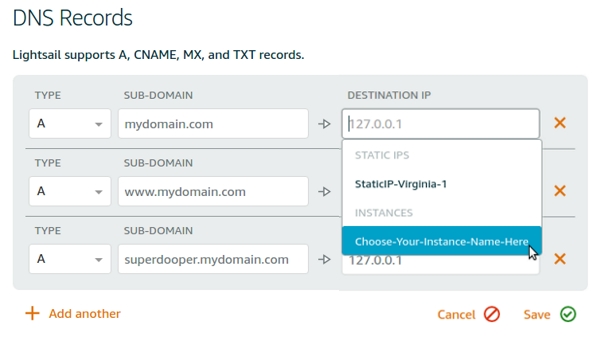 DNS Records
Lightsail supports A, CNAME, MX, and TXT records.
TYPE SUB-DOMAIN DESTINATION IP
A mydomain.com 127.0.0.1
STATIC IPS
TYPE SUB-DOMAIN
StaticIP-Virginia-1
A www.mydomain.com
INSTANCES
TYPE SUB-DOMAIN
Choose-Your-Instance-Name-Here
A superdooper.mydomain.com 127.0.0.1
Add another Cancel Save